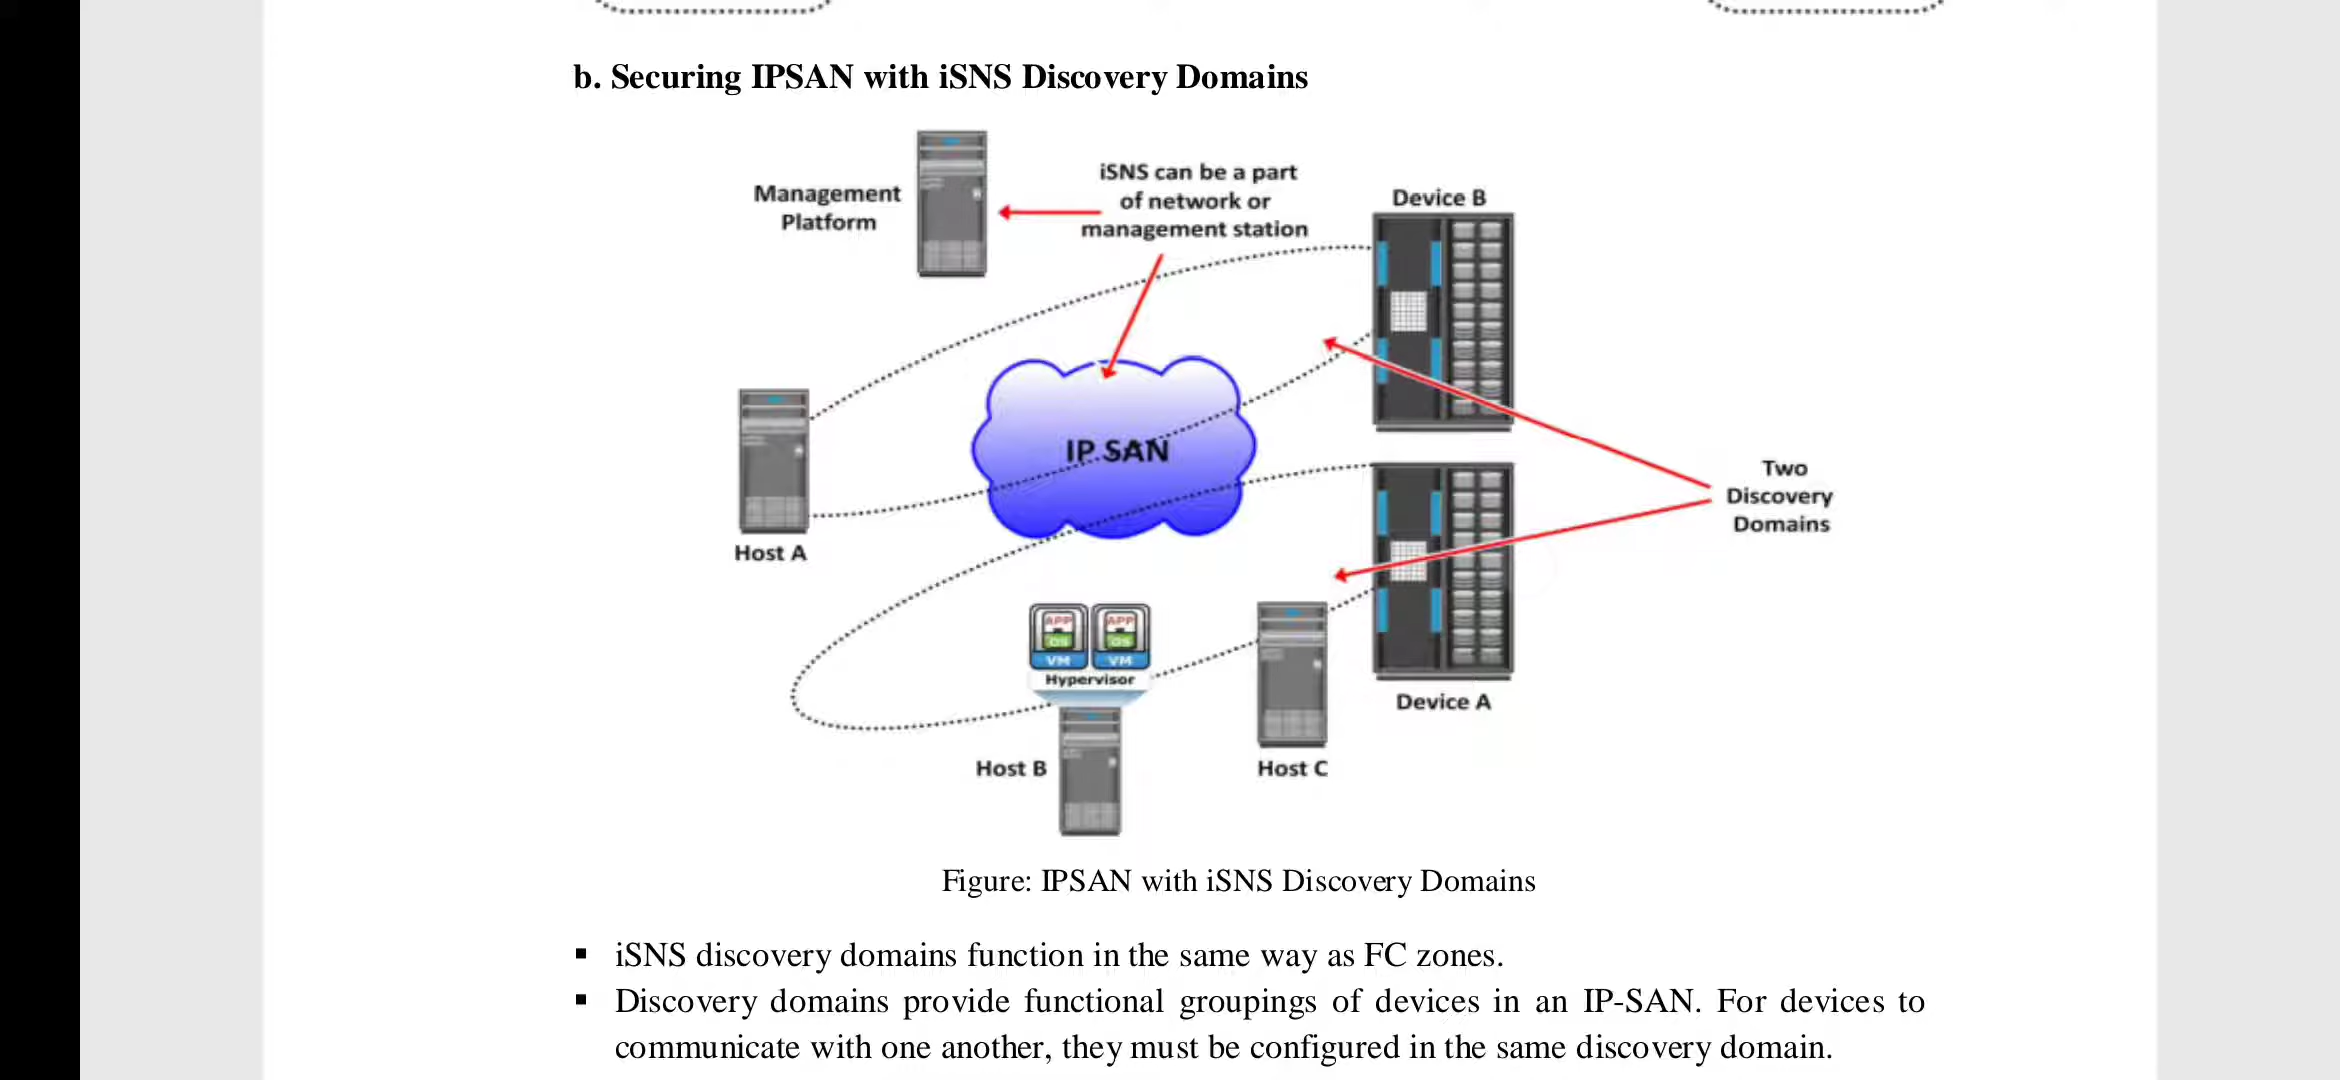 b. Securing IPSAN with iSNS Discovery Domains
iSNS can be a part
of network or
management station
Management
Platform
Device B
IP SAN
Two
Discovery
Domains
Host A
APP
OS
VM
APP
OS
VM
Hypervisor
Device A
Host B
Host C
Figure: IPSAN with iSNS Discovery Domains
▪ iSNS discovery domains function in the same way as FC zones.
▪ Discovery domains provide functional groupings of devices in an IP-SAN. For devices to
communicate with one another, they must be configured in the same discovery domain.